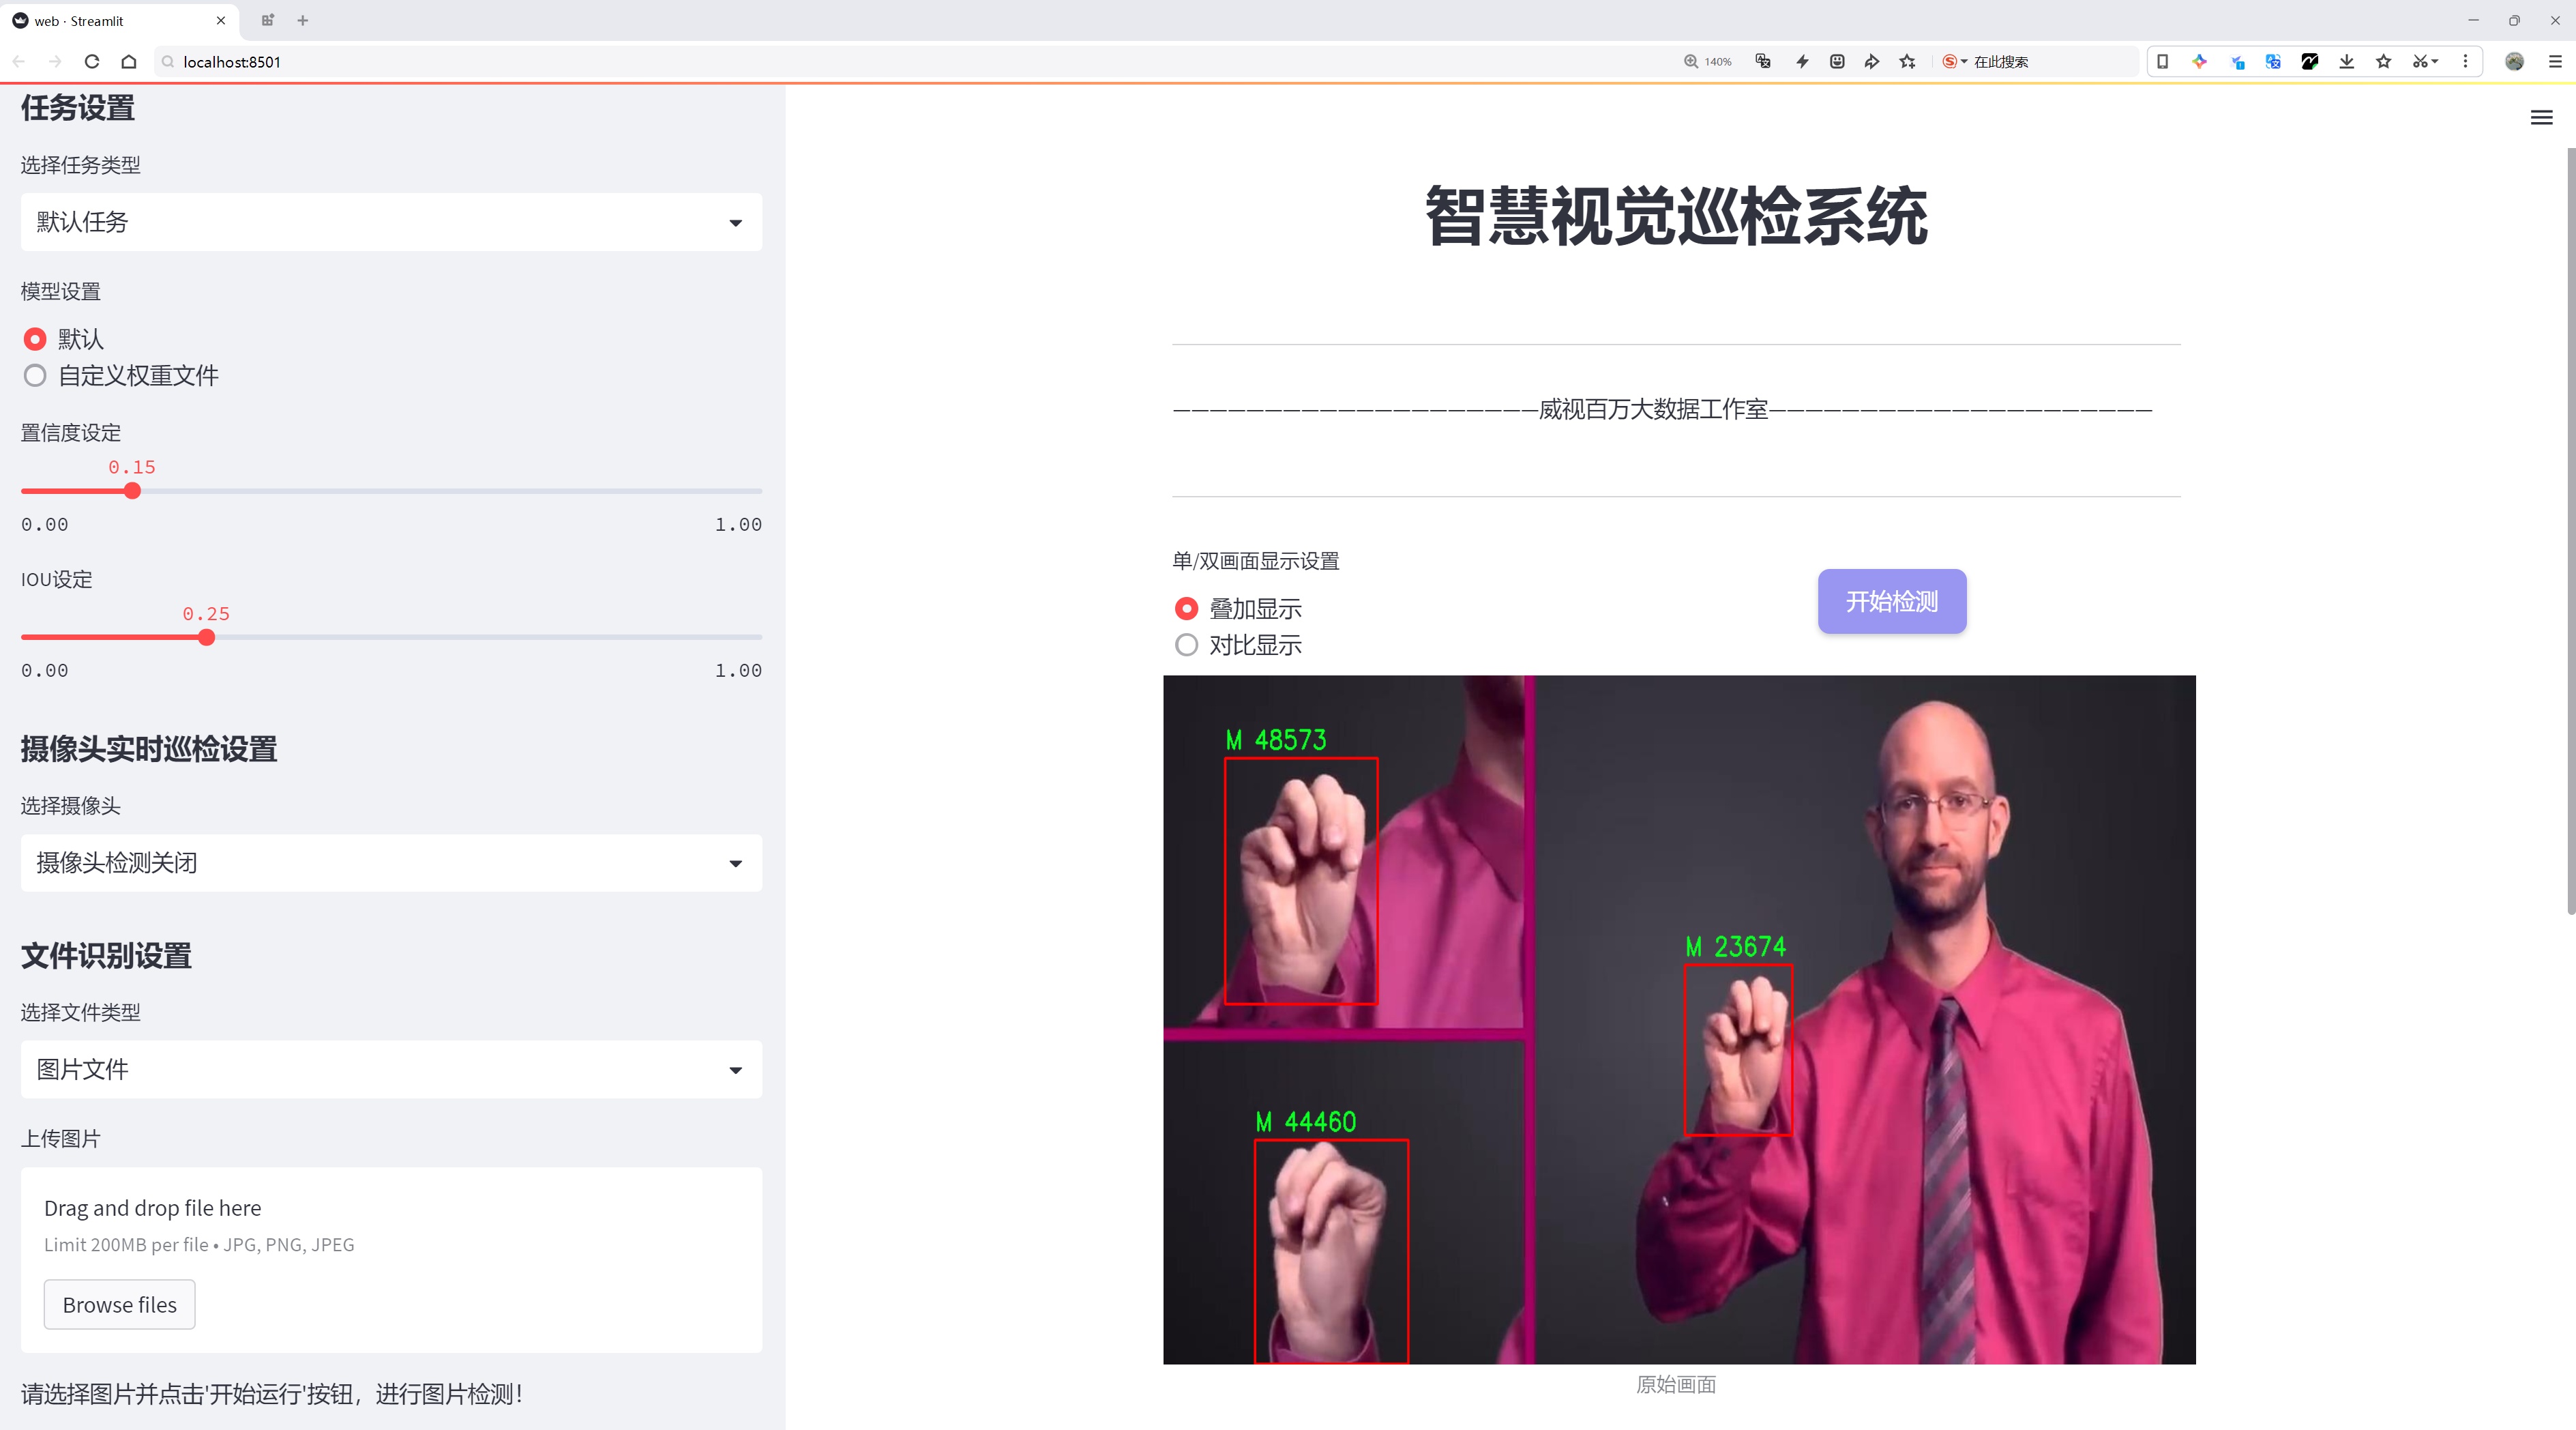 web · Streamlit
localhost:8501
140%
在此搜索
任务设置
选择任务类型
默认任务
模型设置
默认
自定义权重文件
置信度设定
0.15
0.00
1.00
IOU设定
0.25
0.00
1.00
摄像头实时巡检设置
选择摄像头
摄像头检测关闭
文件识别设置
选择文件类型
图片文件
上传图片
Drag and drop file here
Limit 200MB per file • JPG, PNG, JPEG
Browse files
请选择图片并点击'开始运行'按钮，进行图片检测！
智慧视觉巡检系统
————————————————————威视百万大数据工作室—————————————————————
单/双画面显示设置
叠加显示
对比显示
开始检测
M 48573
M 23674
M 44460
原始画面